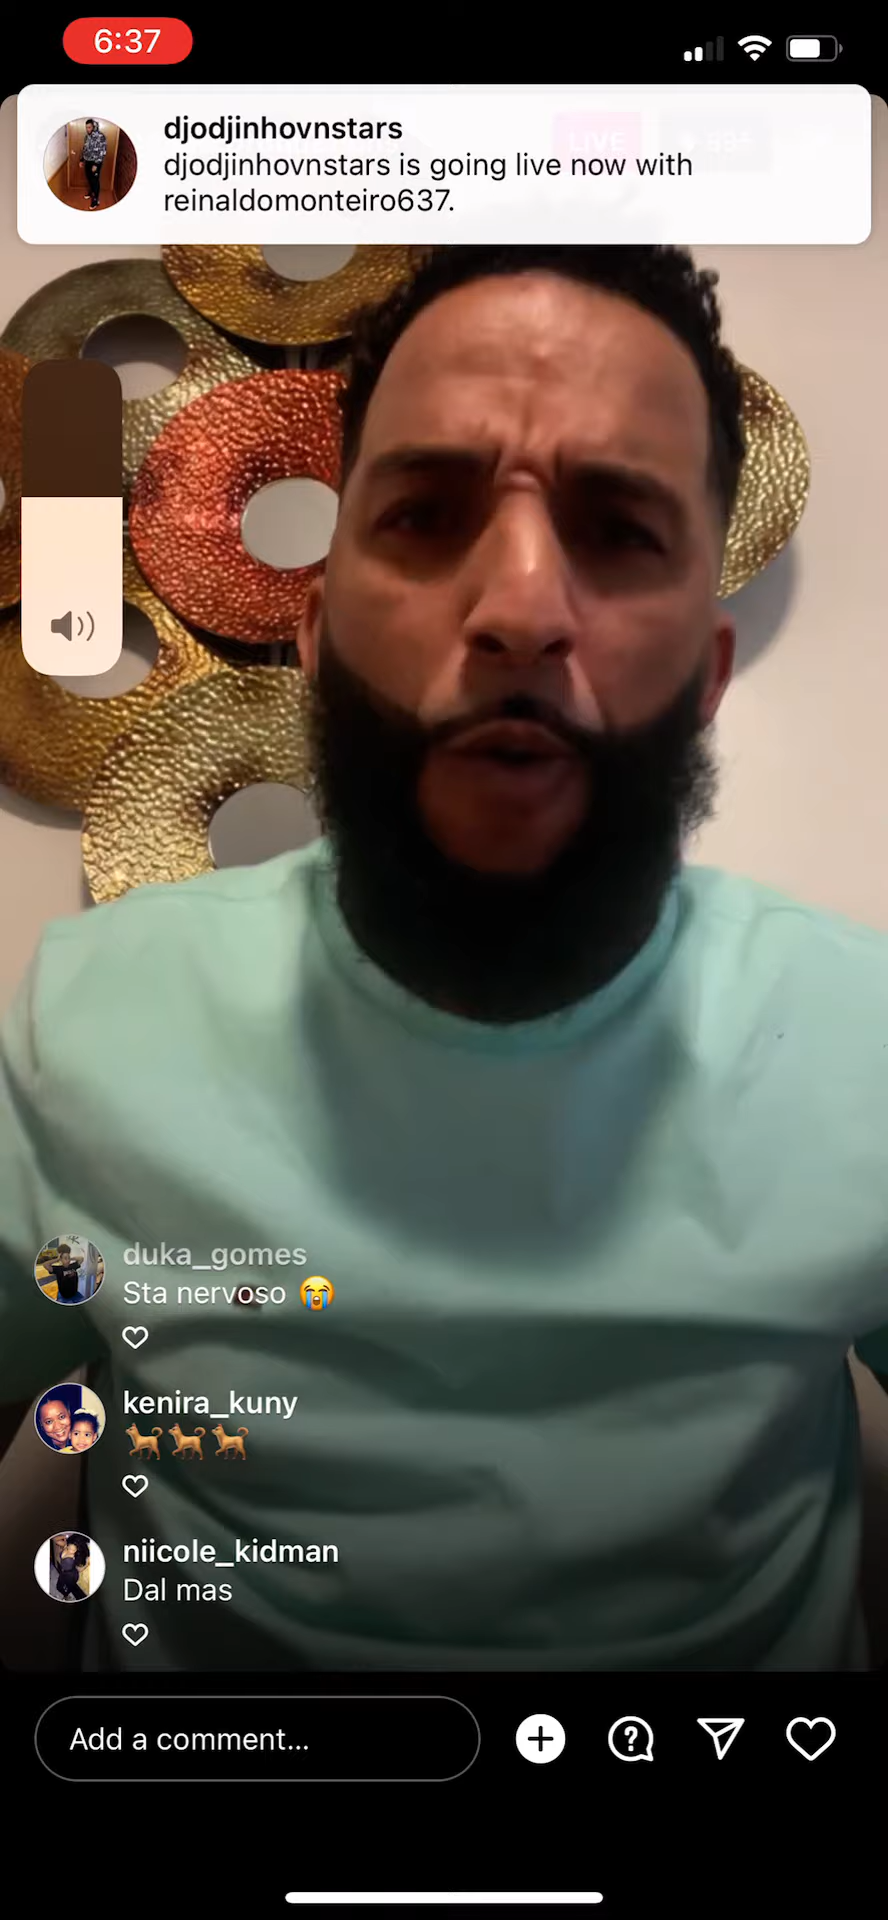 6:37
djodjinhovnstars
djodjinhovnstars is going live now with
reinaldomonteiro637.
LIVE
duka_gomes
Sta nervoso 😭
kenira_kuny
🐕🐕🐕
niicole_kidman
Dal mas
Add a comment...